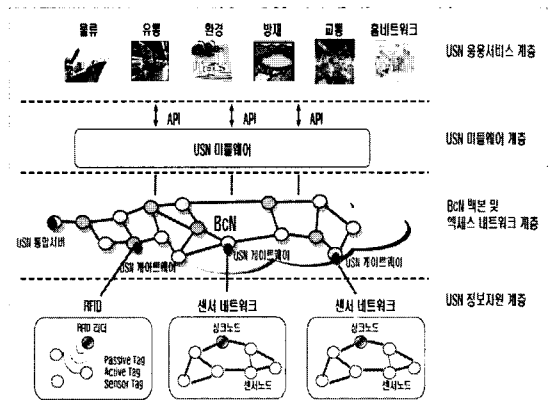 물류 유통 환경 방재 교통 홈네트워크
USN 응용서비스 계층
API API API
USN 미들웨어
USN 미들웨어 계층
BcN
BcN 백본 및
액세스 네트워크 계층
USN 통합서버
USN 게이트웨이
USN 게이트웨이
USN 게이트웨이
USN 정보자원 계층
RFID 센서 네트워크 센서 네트워크
RFID 리더
Passive Tag
Active Tag
Sensor Tag
싱크노드
센서노드
싱크노드
센서노드